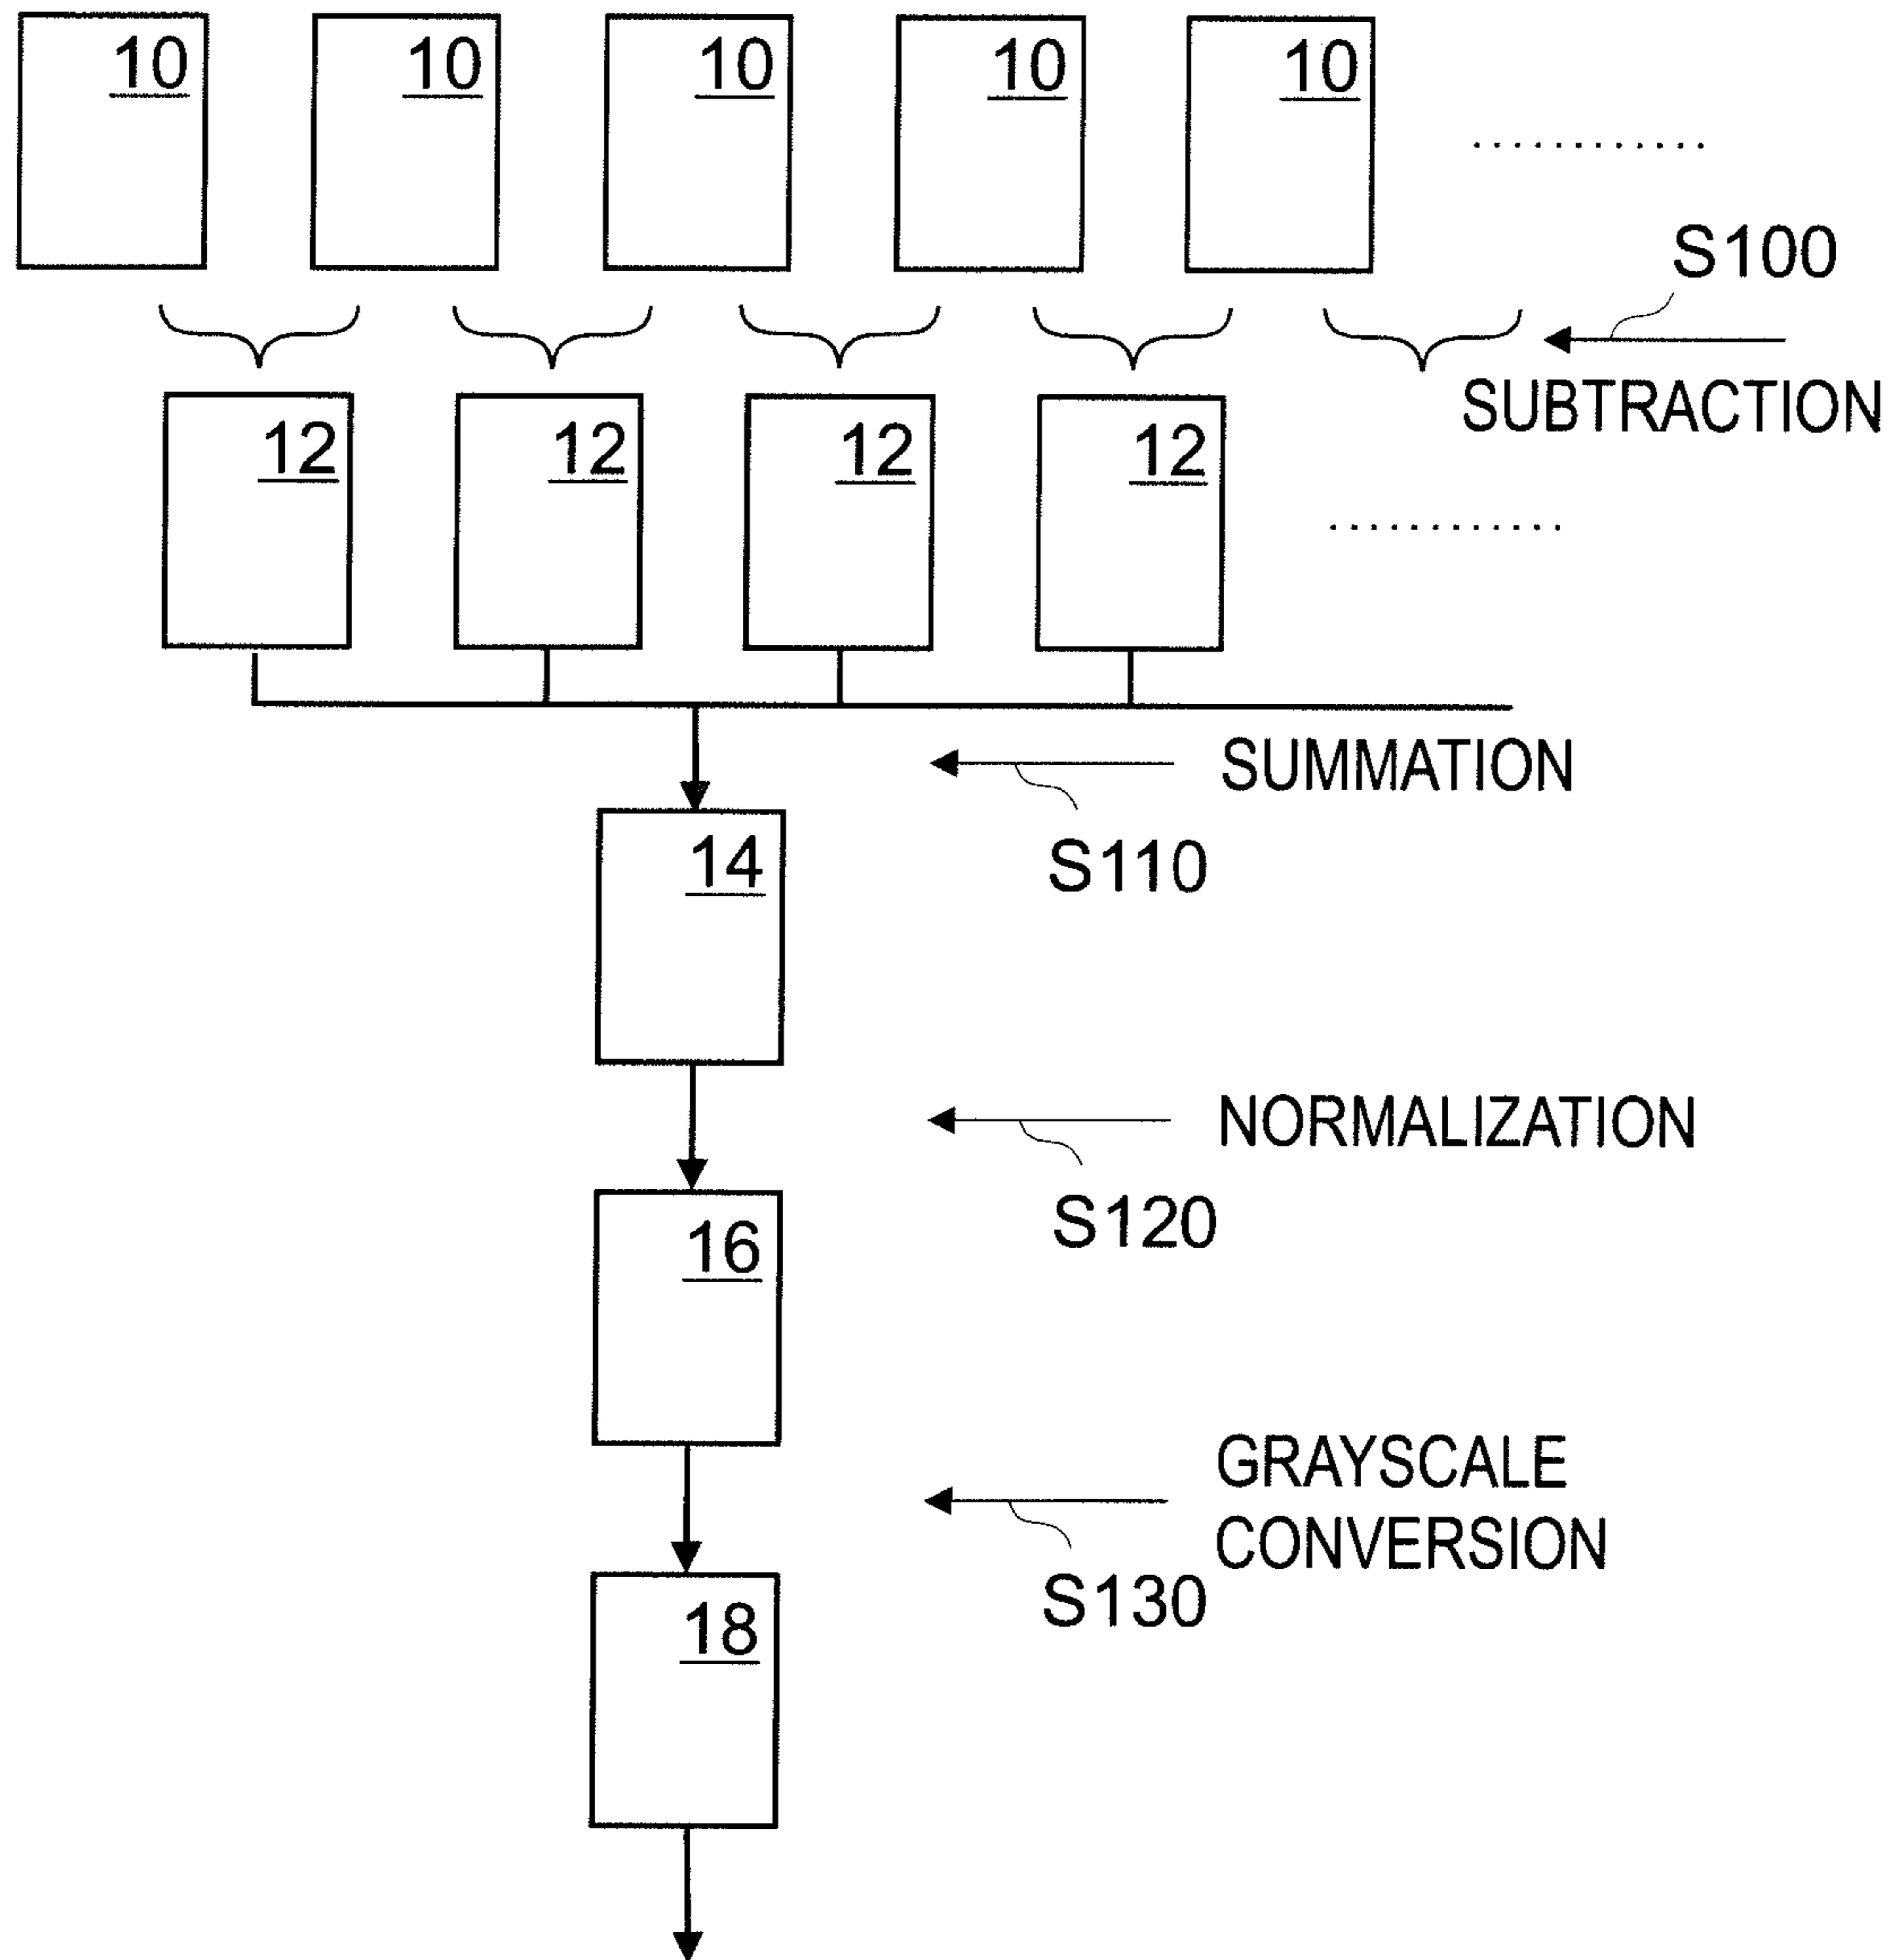 10 10 10 10 10
S100
SUBTRACTION
12 12 12 12
SUMMATION
14
S110
NORMALIZATION
S120
16
GRAYSCALE
CONVERSION
S130
18